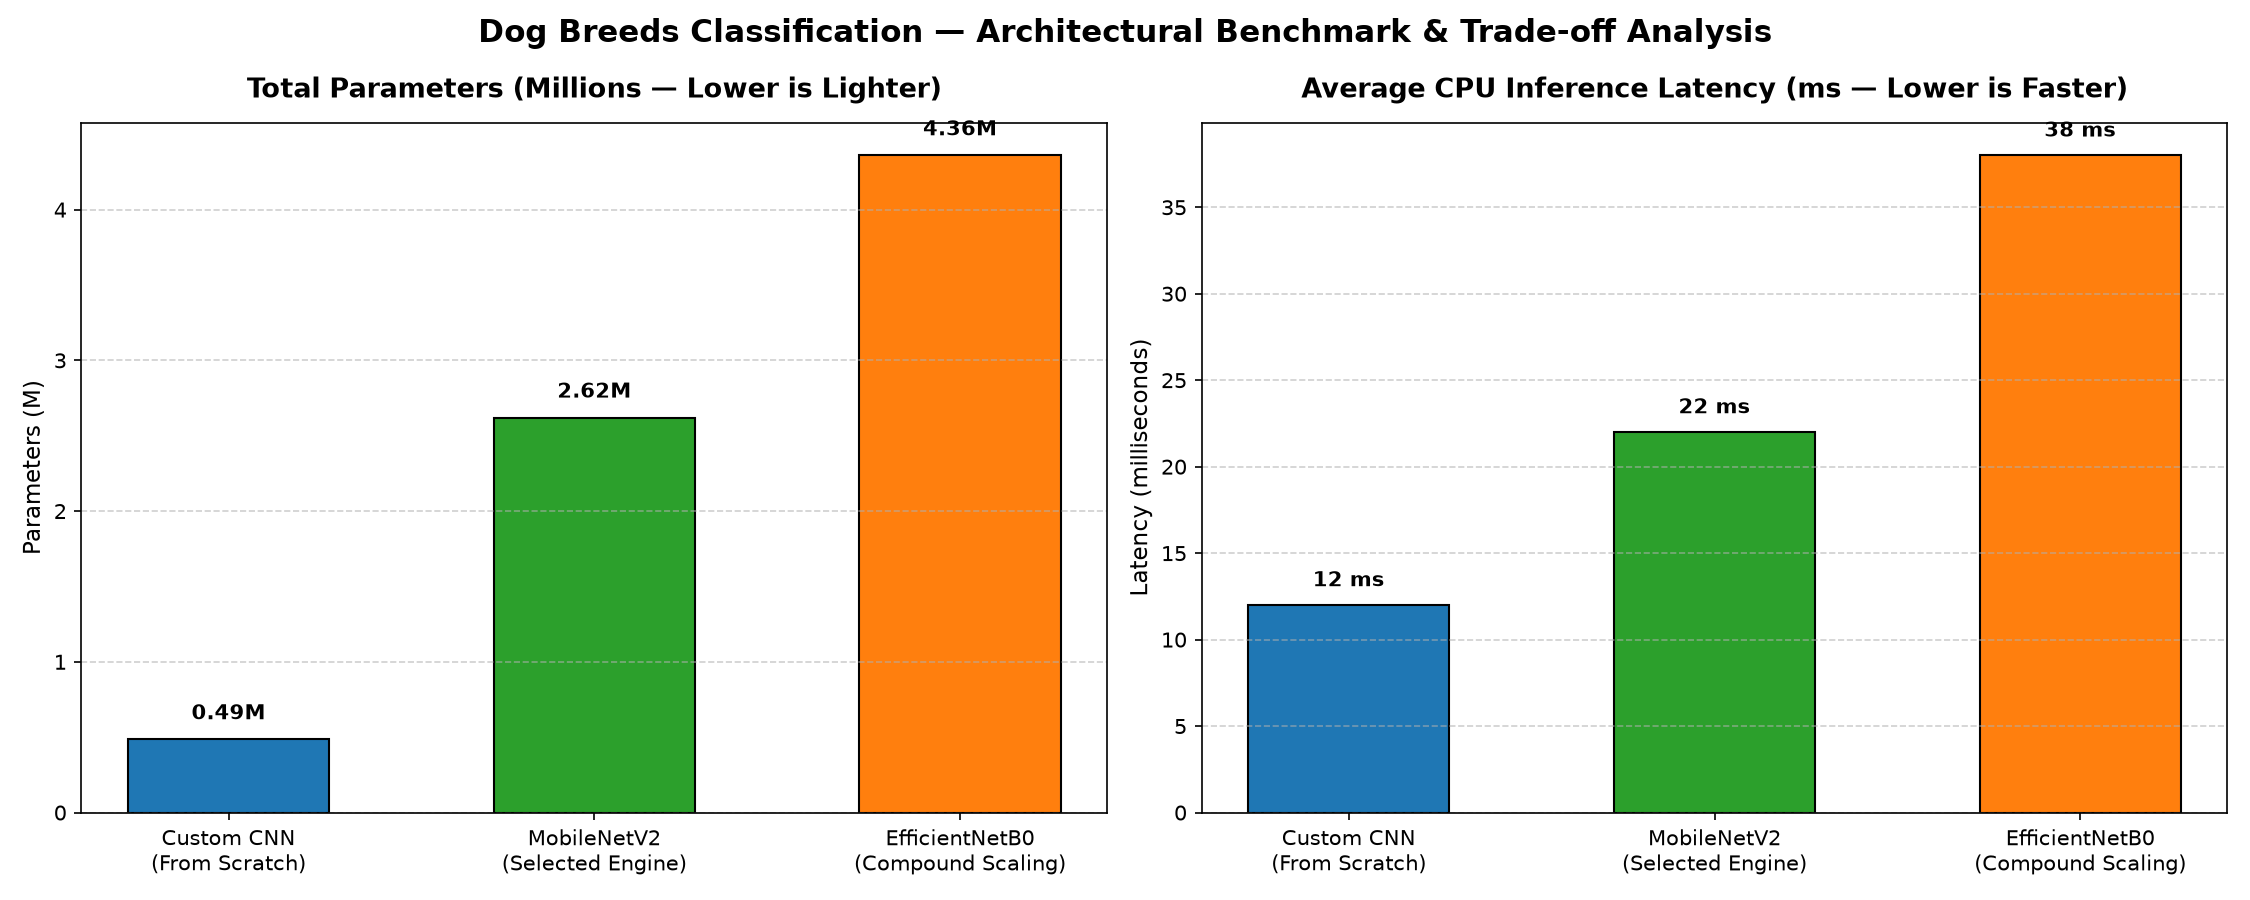 Dog Breeds Classification — Architectural Benchmark & Trade-off Analysis
Total Parameters (Millions — Lower is Lighter)
Parameters (M)
4
3
2
1
0
0.49M
2.62M
4.36M
Custom CNN
(From Scratch)
MobileNetV2
(Selected Engine)
EfficientNetB0
(Compound Scaling)
Average CPU Inference Latency (ms — Lower is Faster)
Latency (milliseconds)
35
30
25
20
15
10
5
0
12 ms
22 ms
38 ms
Custom CNN
(From Scratch)
MobileNetV2
(Selected Engine)
EfficientNetB0
(Compound Scaling)